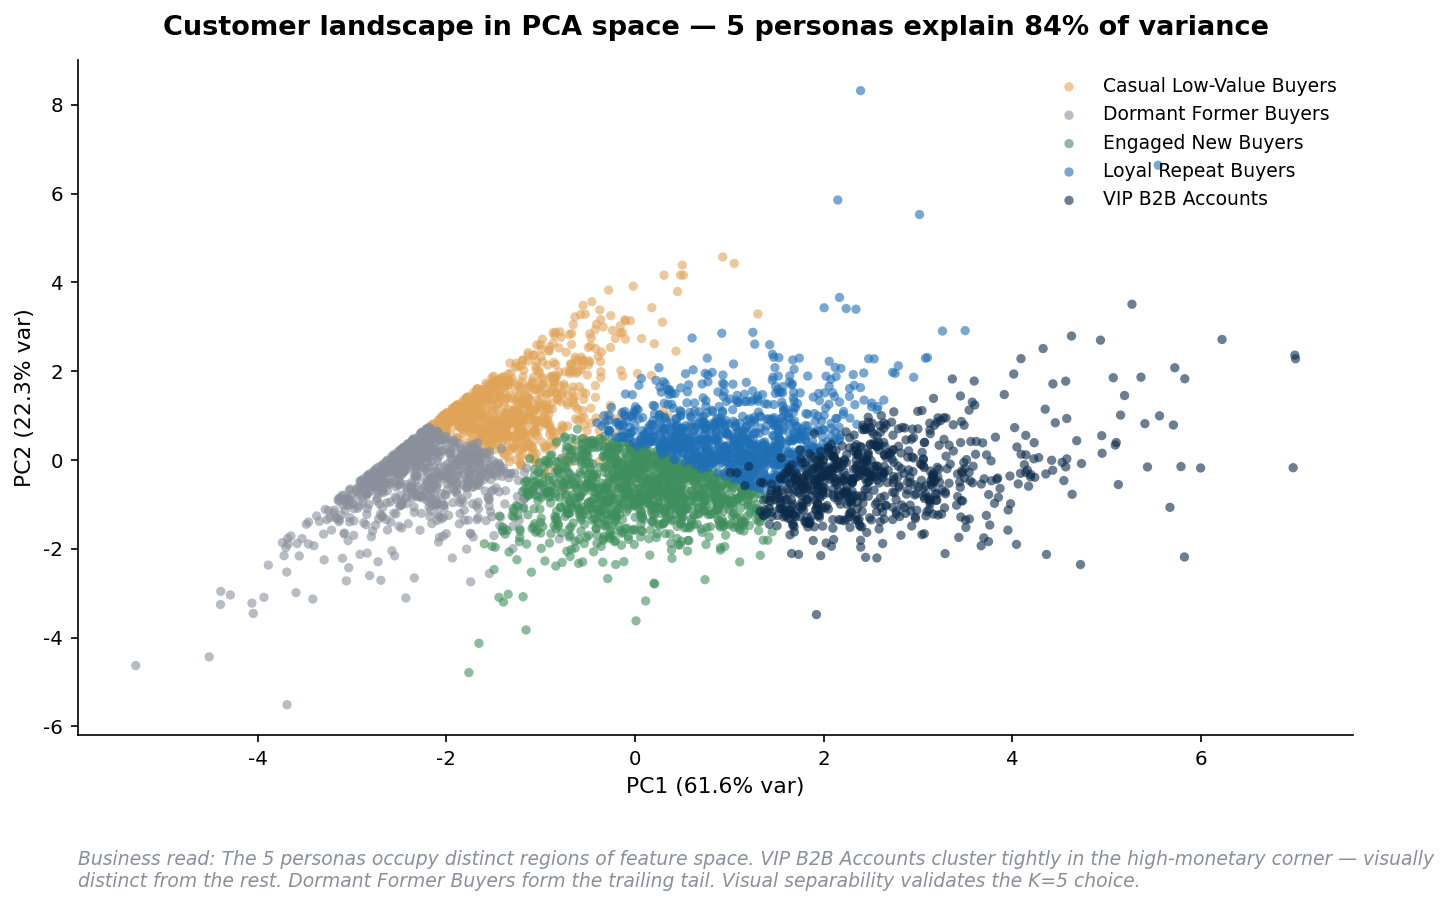 Customer landscape in PCA space — 5 personas explain 84% of variance
Casual Low-Value Buyers
Dormant Former Buyers
Engaged New Buyers
Loyal Repeat Buyers
VIP B2B Accounts
PC2 (22.3% var)
8
6
4
2
0
-2
-4
-6
-4
-2
0
2
4
6
PC1 (61.6% var)
Business read: The 5 personas occupy distinct regions of feature space. VIP B2B Accounts cluster tightly in the high-monetary corner — visually
distinct from the rest. Dormant Former Buyers form the trailing tail. Visual separability validates the K=5 choice.